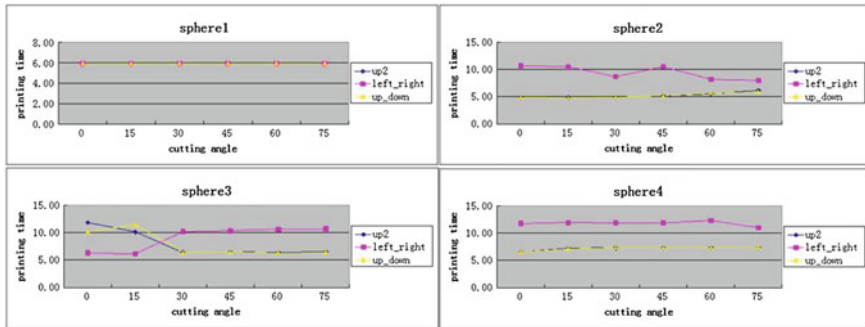 sphere1
printing time
8.00
6.00
4.00
2.00
0.00
0 15 30 45 60 75
cutting angle
up2
left_right
up_down
sphere2
printing time
15.00
10.00
5.00
0.00
0 15 30 45 60 75
cutting angle
up2
left_right
up_down
sphere3
printing time
15.00
10.00
5.00
0.00
0 15 30 45 60 75
cutting angle
up2
left_right
up_down
sphere4
printing time
15.00
10.00
5.00
0.00
0 15 30 45 60 75
cutting angle
up2
left_right
up_down